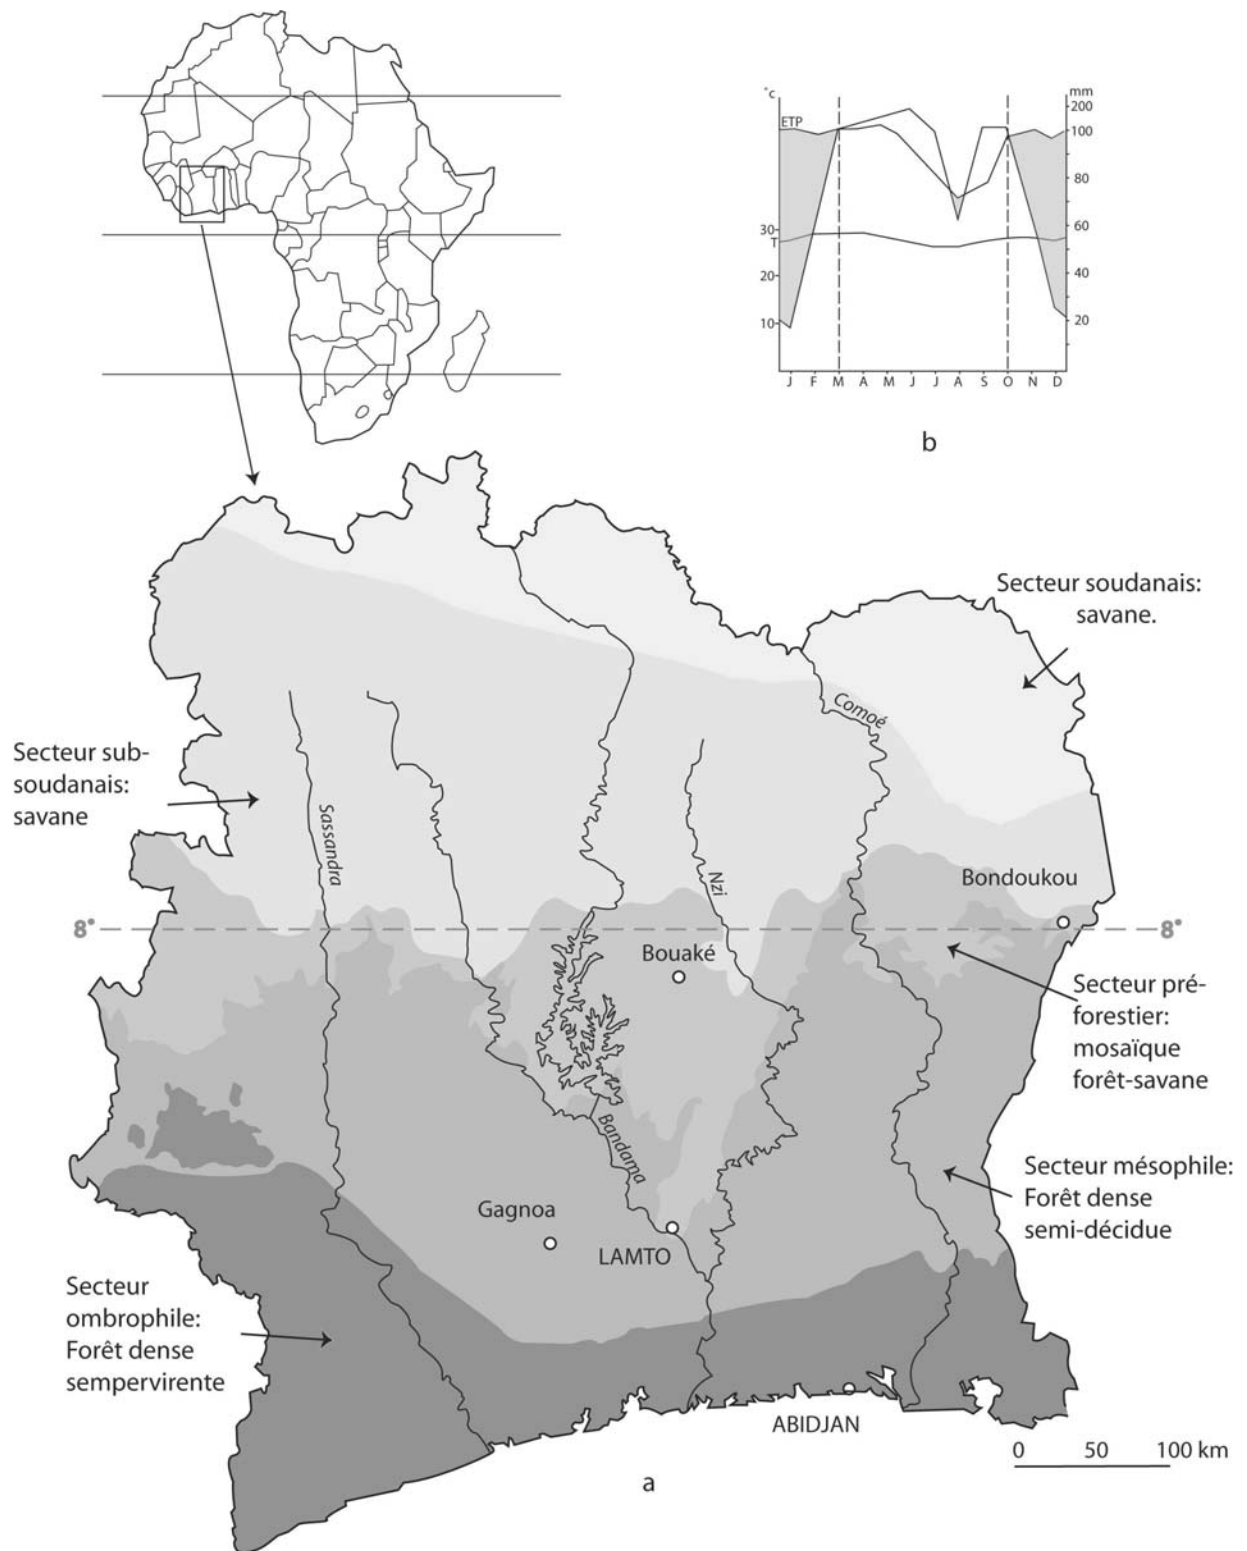 °c
mm
ETP
200
100
80
60
40
20
30
T
20
10
J F M A M J J A S O N D
b
Secteur soudanais:
savane.
Comoé
Secteur sub-
soudanais:
savane
Sassandra
Nzi
Bondoukou
8°
8°
Bouaké
Secteur pré-
forestier:
mosaïque
forêt-savane
Bandama
Secteur mésophile:
Forêt dense
semi-décidue
Gagnoa
LAMTO
Secteur
ombrophile:
Forêt dense
sempervirente
ABIDJAN
0 50 100 km
a